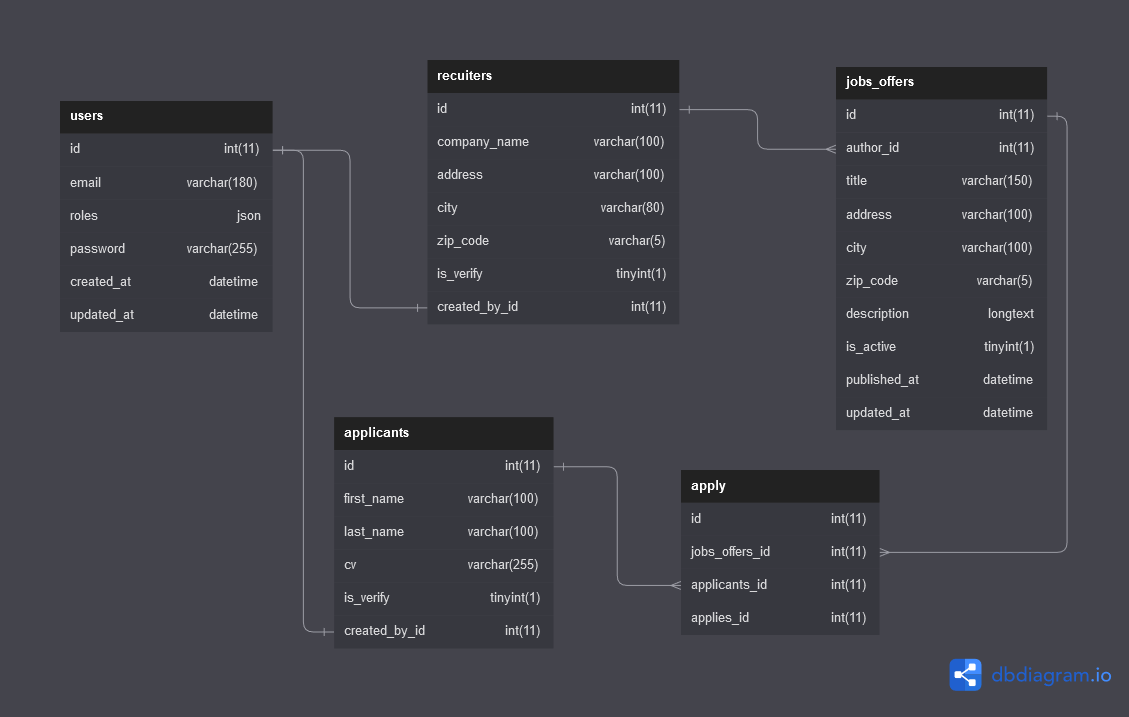 users
id int(11)
email varchar(180)
roles json
password varchar(255)
created_at datetime
updated_at datetime
recuiters
id int(11)
company_name varchar(100)
address varchar(100)
city varchar(80)
zip_code varchar(5)
is_verify tinyint(1)
created_by_id int(11)
jobs_offers
id int(11)
author_id int(11)
title varchar(150)
address varchar(100)
city varchar(100)
zip_code varchar(5)
description longtext
is_active tinyint(1)
published_at datetime
updated_at datetime
applicants
id int(11)
first_name varchar(100)
last_name varchar(100)
cv varchar(255)
is_verify tinyint(1)
created_by_id int(11)
apply
id int(11)
jobs_offers_id int(11)
applicants_id int(11)
applies_id int(11)
dbdiagram.io